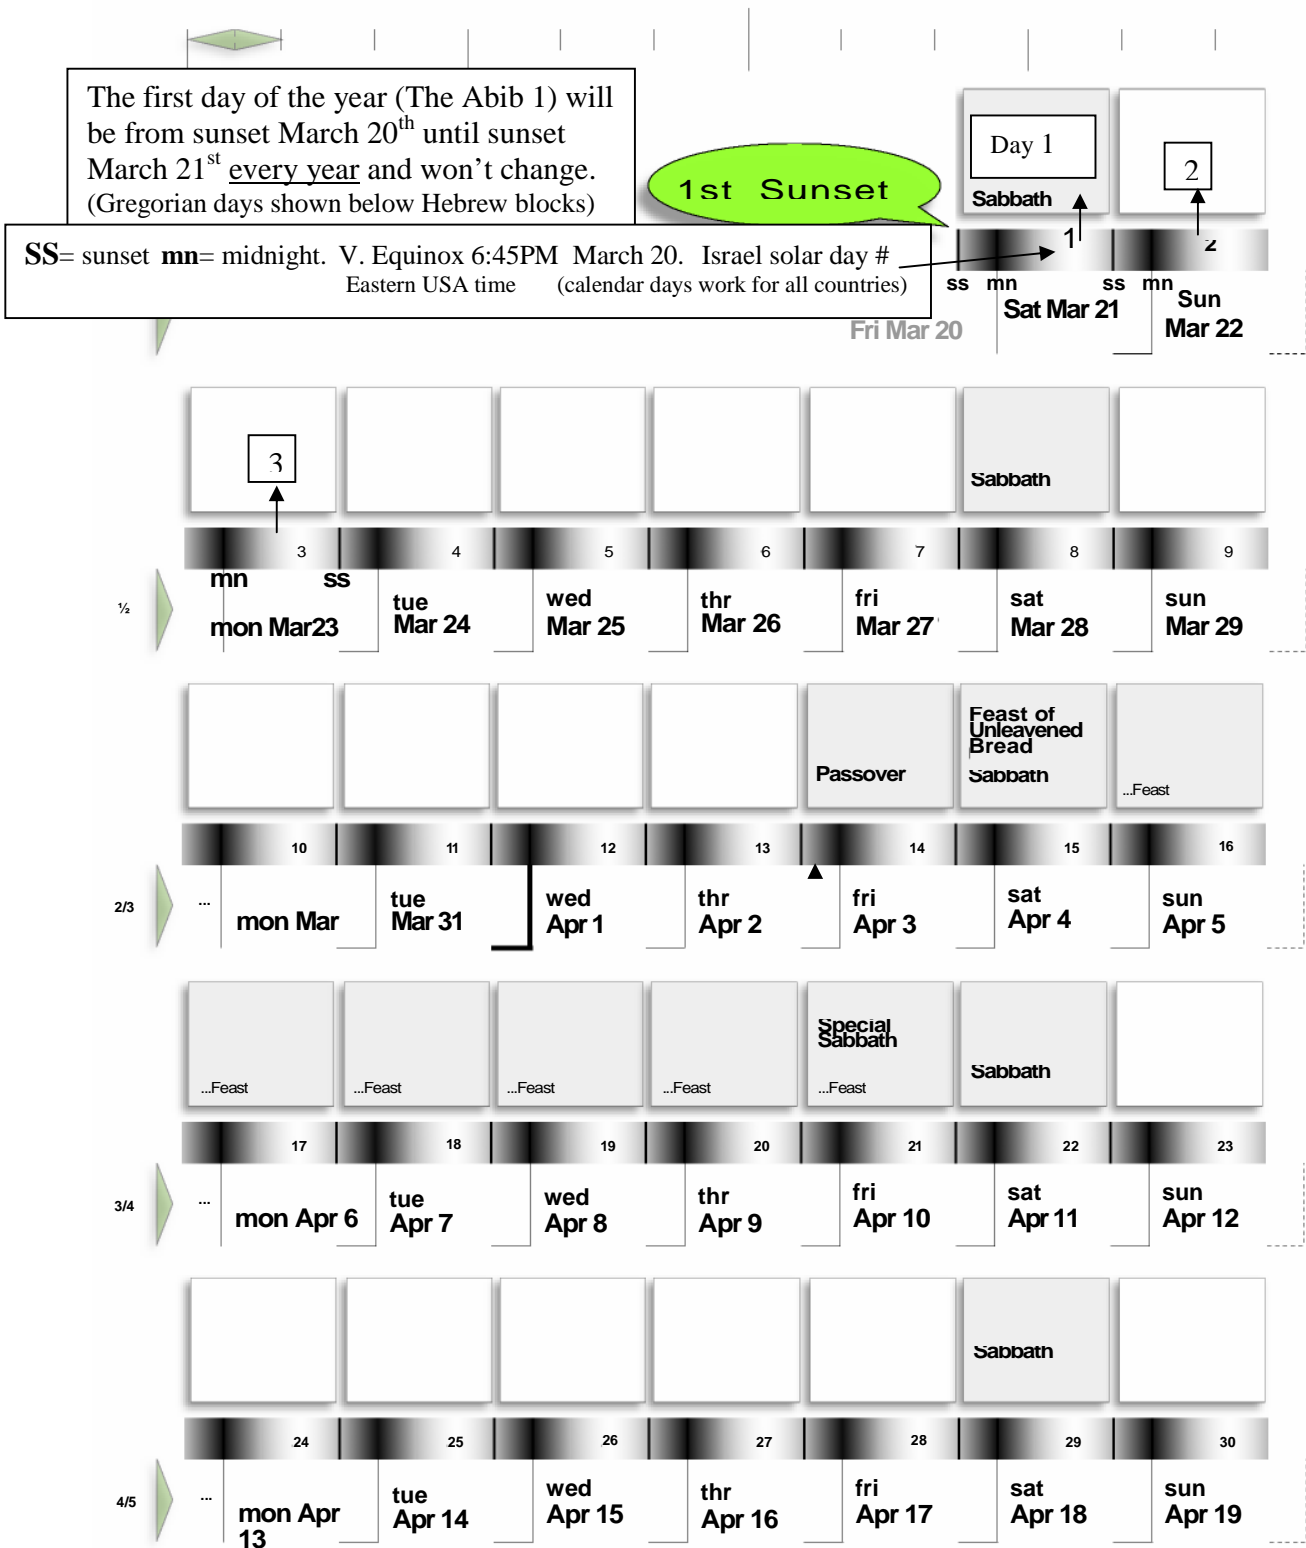 The first day of the year (The Abib 1) will
be from sunset March 20th until sunset
March 21st every year and won't change.
(Gregorian days shown below Hebrew blocks)
1st Sunset
Day 1
2
Sabbath
SS= sunset mn= midnight. V. Equinox 6:45PM March 20. Israel solar day #
Eastern USA time (calendar days work for all countries)
1 2
ss mn ss mn
Fri Mar 20 Sat Mar 21 Sun
Mar 22
3
Sabbath
3 4 5 6 7 8 9
mn ss
½
mon Mar23
tue
Mar 24
wed
Mar 25
thr
Mar 26
fri
Mar 27
sat
Mar 28
sun
Mar 29
Passover
Feast of
Unleavened
Bread
Sabbath
...Feast
10 11 12 13 14 15 16
2/3
...
mon Mar
tue
Mar 31
wed
Apr 1
thr
Apr 2
fri
Apr 3
sat
Apr 4
sun
Apr 5
...Feast
...Feast
...Feast
...Feast
Special
Sabbath
...Feast
Sabbath
17 18 19 20 21 22 23
3/4
...
mon Apr 6
tue
Apr 7
wed
Apr 8
thr
Apr 9
fri
Apr 10
sat
Apr 11
sun
Apr 12
Sabbath
24 25 26 27 28 29 30
4/5
...
mon Apr
13
tue
Apr 14
wed
Apr 15
thr
Apr 16
fri
Apr 17
sat
Apr 18
sun
Apr 19